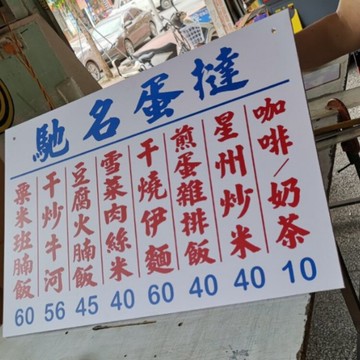 馳名蛋撻
粟米班腩飯
干炒牛河
豆腐火腩飯
雪菜肉絲米
干燒伊麵
煎蛋雜排飯
星州炒米
咖啡/奶茶
60 56 45 40 60 40 40 10